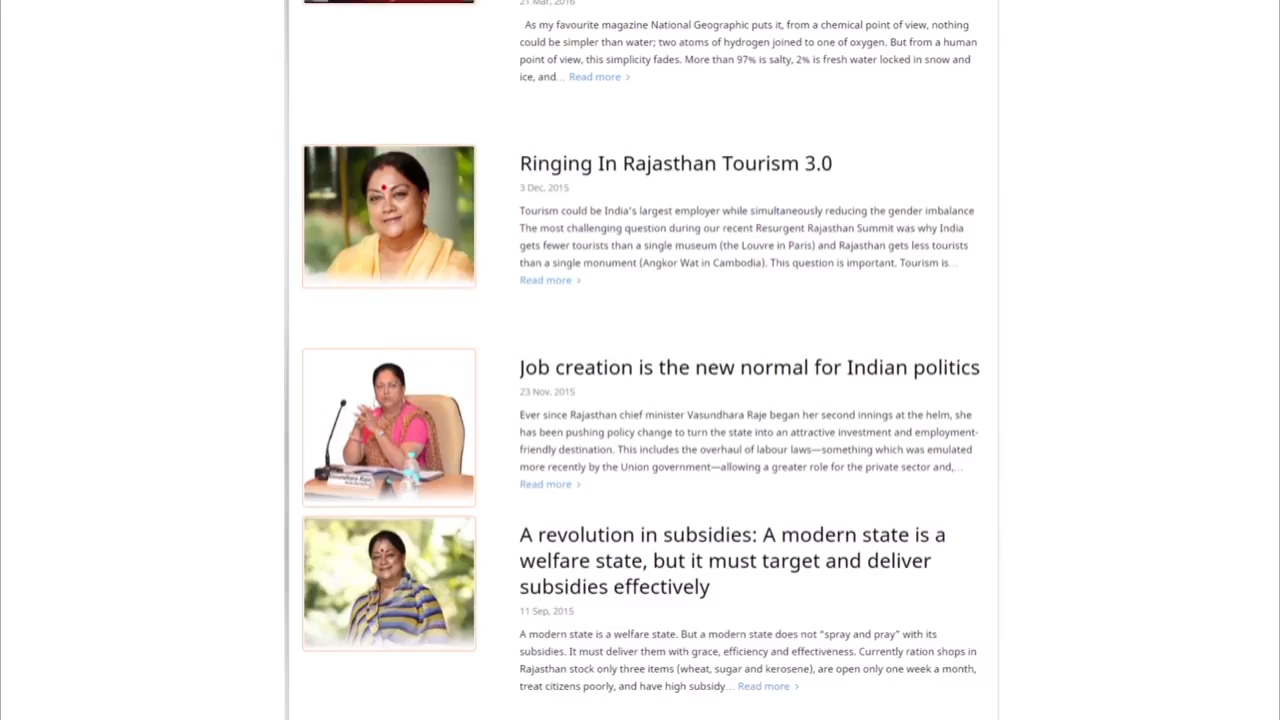 21 Mar, 2016
As my favourite magazine National Geographic puts it, from a chemical point of view, nothing
could be simpler than water; two atoms of hydrogen joined to one of oxygen. But from a human
point of view, this simplicity fades. More than 97% is salty, 2% is fresh water locked in snow and
ice, and... Read more ›
Ringing In Rajasthan Tourism 3.0
3 Dec, 2015
Tourism could be India's largest employer while simultaneously reducing the gender imbalance
The most challenging question during our recent Resurgent Rajasthan Summit was why India
gets fewer tourists than a single museum (the Louvre in Paris) and Rajasthan gets less tourists
than a single monument (Angkor Wat in Cambodia). This question is important. Tourism is...
Read more ›
Job creation is the new normal for Indian politics
23 Nov, 2015
Ever since Rajasthan chief minister Vasundhara Raje began her second innings at the helm, she
has been pushing policy change to turn the state into an attractive investment and employment-
friendly destination. This includes the overhaul of labour laws—something which was emulated
more recently by the Union government—allowing a greater role for the private sector and,...
Read more ›
Vasundhara Raje
A revolution in subsidies: A modern state is a
welfare state, but it must target and deliver
subsidies effectively
11 Sep, 2015
A modern state is a welfare state. But a modern state does not “spray and pray” with its
subsidies. It must deliver them with grace, efficiency and effectiveness. Currently ration shops in
Rajasthan stock only three items (wheat, sugar and kerosene), are open only one week a month,
treat citizens poorly, and have high subsidy... Read more ›